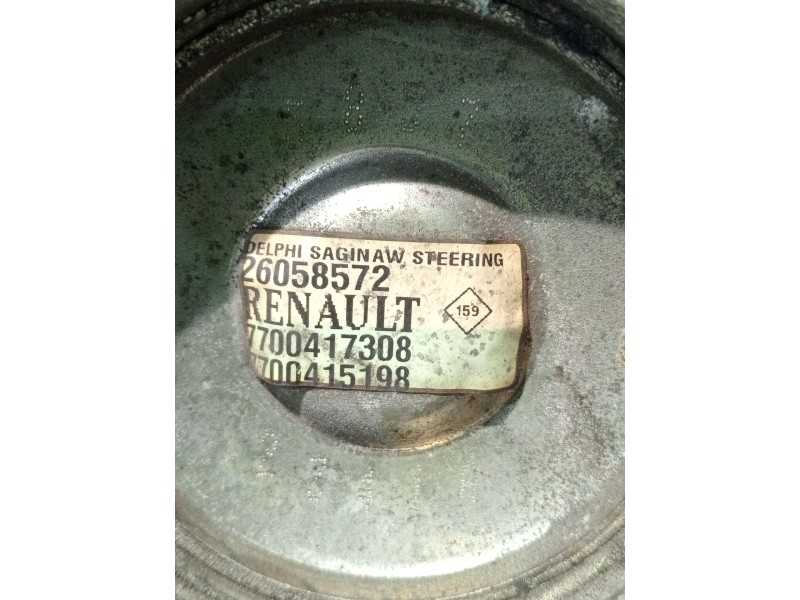 DELPHI SAGINAW STEERING
26058572
RENAULT
159
7700417308
7700415198